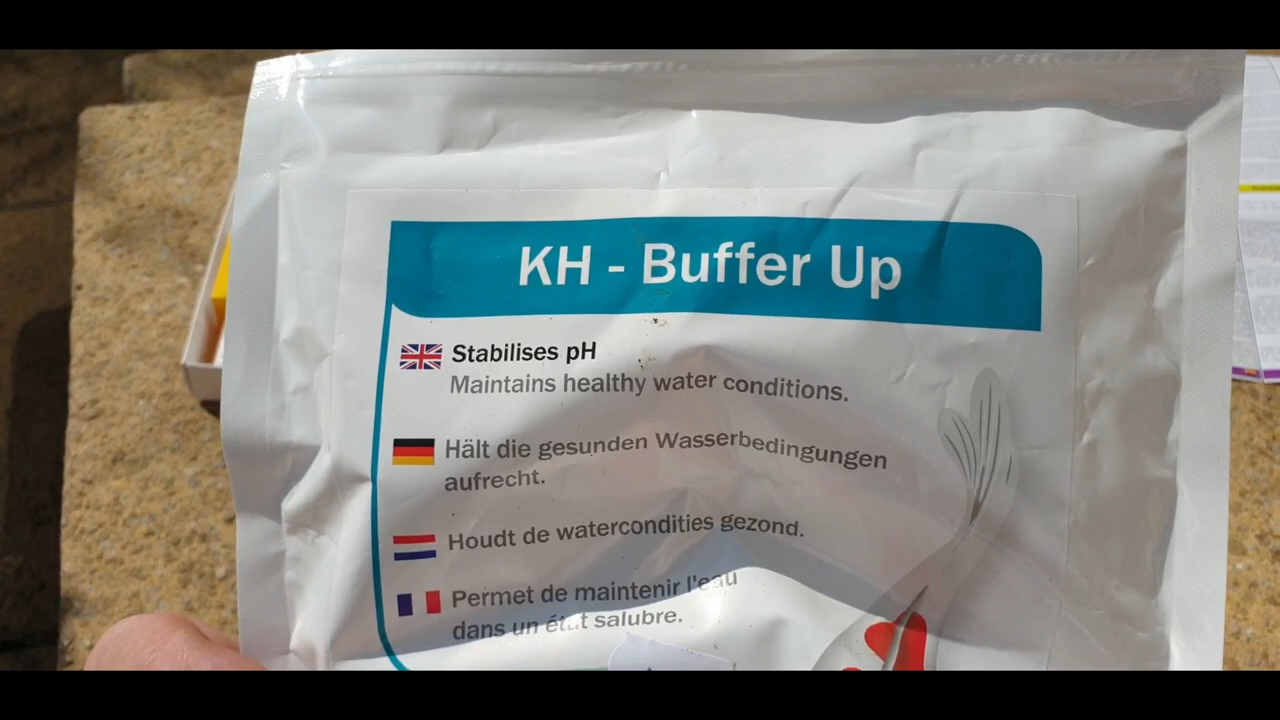 KH - Buffer Up
Stabilises pH
Maintains healthy water conditions.
Hält die gesunden Wasserbedingungen
aufrecht.
Houdt de watercondities gezond.
Permet de maintenir l'eau
dans un état salubre.